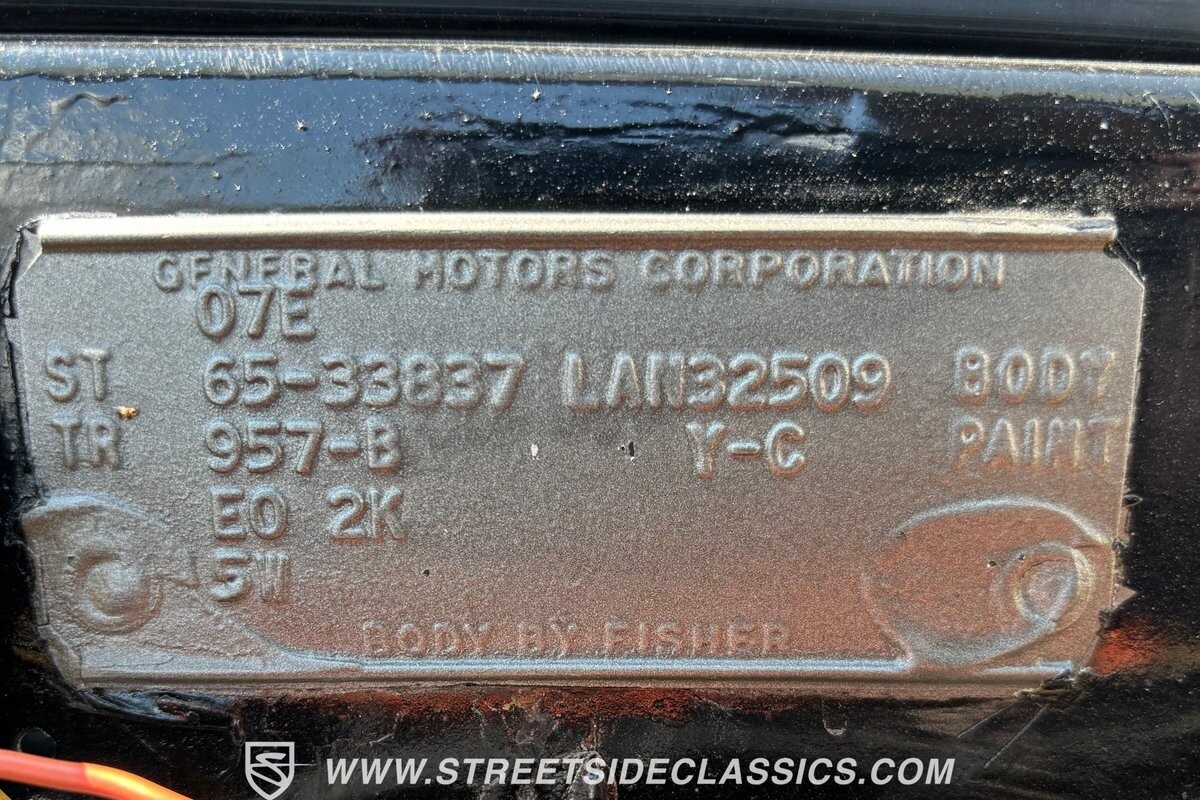 GENERAL MOTORS CORPORATION
07E
ST 65-33837 LAN32509 BODY
TR 957-B Y-C PAINT
EO 2K
5W
BODY BY FISHER
WWW.STREETSIDECLASSICS.COM